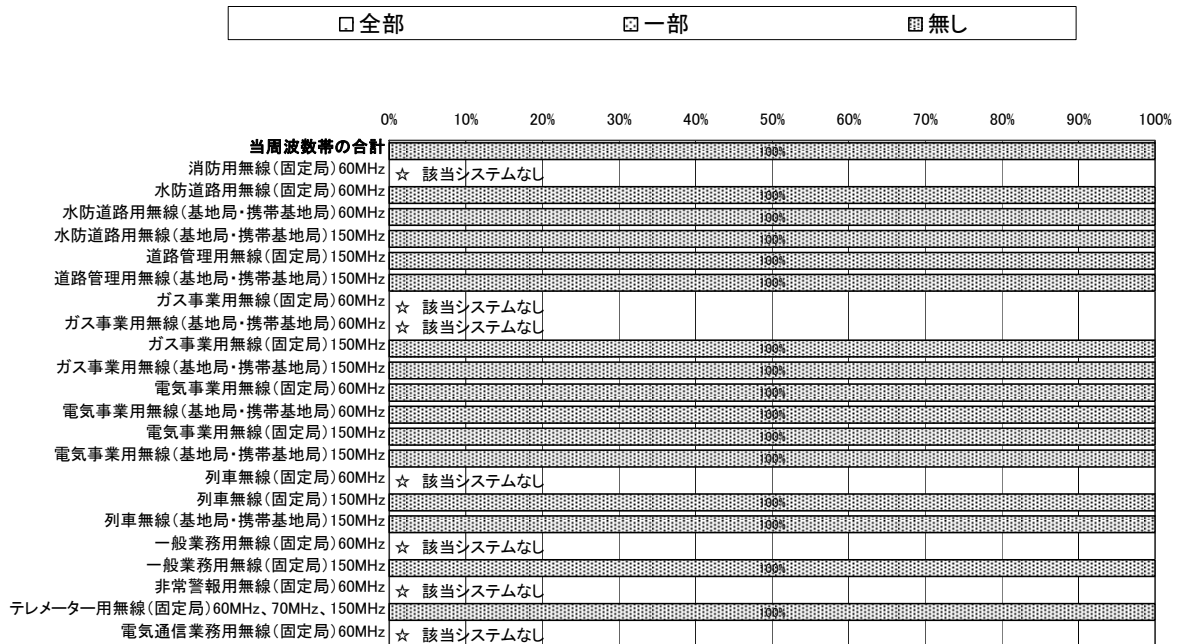 全部 一部 無し
0% 10% 20% 30% 40% 50% 60% 70% 80% 90% 100%
当周波数帯の合計 100%
消防用無線(固定局)60MHz ☆ 該当システムなし
水防道路用無線(固定局)60MHz 100%
水防道路用無線(基地局・携帯基地局)60MHz 100%
水防道路用無線(基地局・携帯基地局)150MHz 100%
道路管理用無線(固定局)150MHz 100%
道路管理用無線(基地局・携帯基地局)150MHz 100%
ガス事業用無線(固定局)60MHz ☆ 該当システムなし
ガス事業用無線(基地局・携帯基地局)60MHz ☆ 該当システムなし
ガス事業用無線(固定局)150MHz 100%
ガス事業用無線(基地局・携帯基地局)150MHz 100%
電気事業用無線(固定局)60MHz 100%
電気事業用無線(基地局・携帯基地局)60MHz 100%
電気事業用無線(固定局)150MHz 100%
電気事業用無線(基地局・携帯基地局)150MHz 100%
列車無線(固定局)60MHz ☆ 該当システムなし
列車無線(固定局)150MHz 100%
列車無線(基地局・携帯基地局)150MHz 100%
一般業務用無線(固定局)60MHz ☆ 該当システムなし
一般業務用無線(固定局)150MHz 100%
非常警報用無線(固定局)60MHz ☆ 該当システムなし
テレメーター用無線(固定局)60MHz、70MHz、150MHz 100%
電気通信業務用無線(固定局)60MHz ☆ 該当システムなし